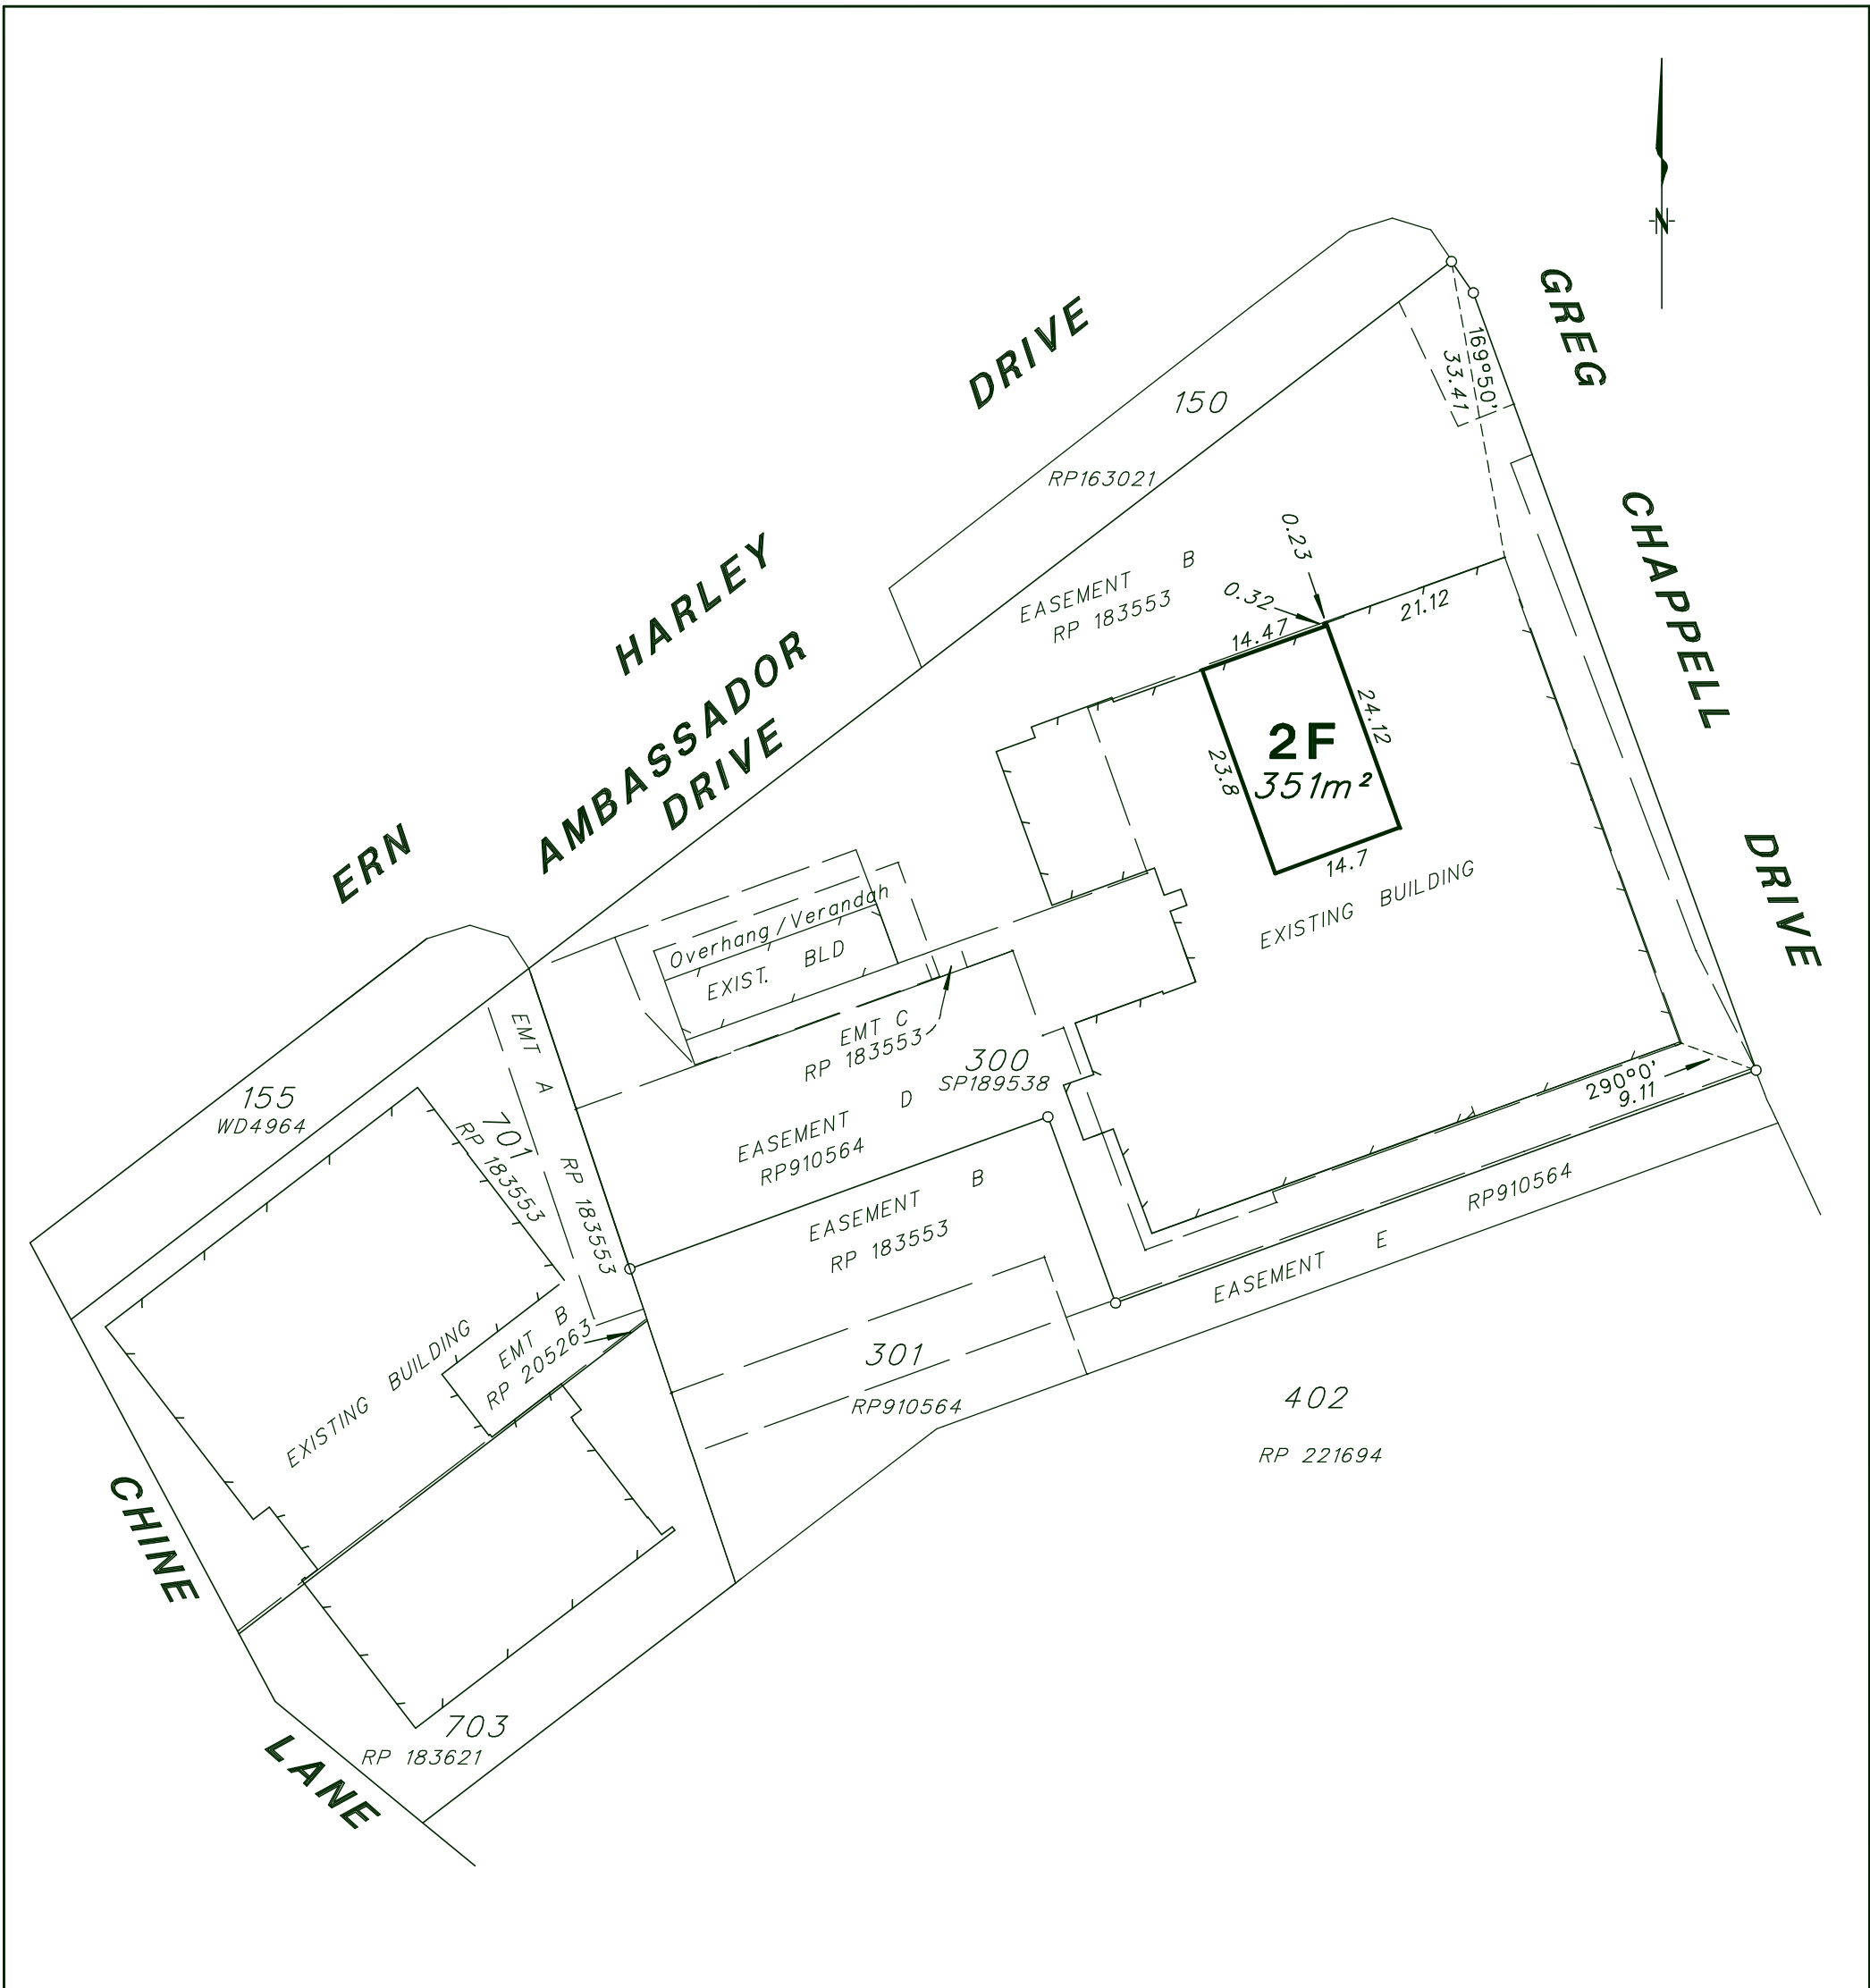 GREG
CHAPPELL
DRIVE
ERN
HARLEY
DRIVE
AMBASSADOR
DRIVE
CHINE
LANE
N
150
RP163021
169°50'
33.41
0.23
0.32
14.47
21.12
24.12
23.8
14.7
2F
351m²
EASEMENT B
RP 183553
EXISTING BUILDING
Overhang/Verandah
EXIST. BLD
EMT C
RP 183553
300
SP189538
290°0'
9.11
EASEMENT D
RP910564
EASEMENT B
RP 183553
EASEMENT E
RP910564
155
WD4964
EMT A
RP 183553
701
RP 183553
EMT B
RP 205263
EXISTING BUILDING
301
RP910564
402
RP 221694
703
RP 183621